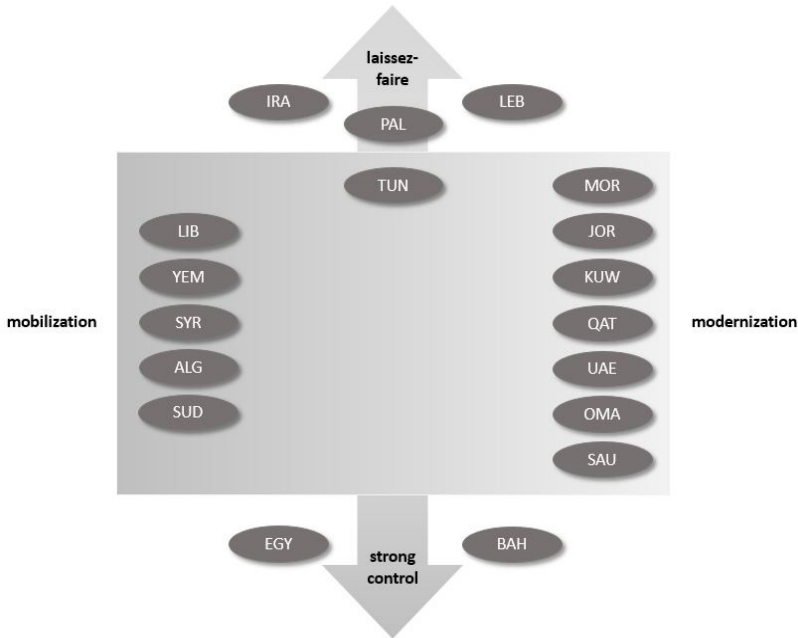 laissez-
faire
IRA
LEB
PAL
TUN
MOR
LIB
JOR
YEM
KUW
mobilization
SYR
QAT
modernization
ALG
UAE
SUD
OMA
SAU
EGY
BAH
strong
control